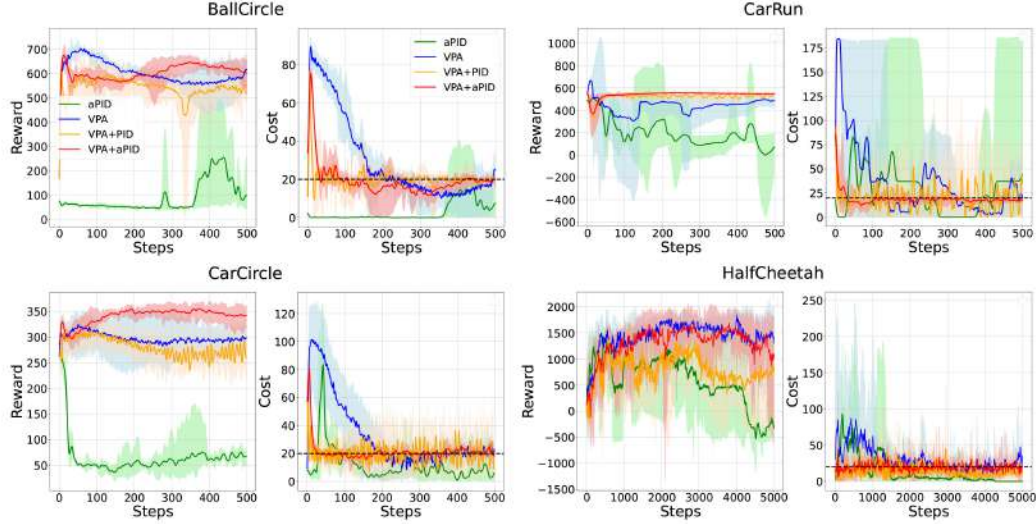 BallCircle
CarRun
Reward
700
600
500
400
300
200
100
0
aPID
VPA
VPA+PID
VPA+aPID
0 100 200 300 400 500
Steps
Cost
80
60
40
20
0
aPID
VPA
VPA+PID
VPA+aPID
0 100 200 300 400 500
Steps
Reward
1000
800
600
400
200
0
−200
−400
−600
0 100 200 300 400 500
Steps
Cost
175
150
125
100
75
50
25
0
0 100 200 300 400 500
Steps
CarCircle
HalfCheetah
Reward
350
300
250
200
150
100
50
0 100 200 300 400 500
Steps
Cost
120
100
80
60
40
20
0
0 100 200 300 400 500
Steps
Reward
2000
1500
1000
500
0
−500
−1000
−1500
0 1000 2000 3000 4000 5000
Steps
Cost
250
200
150
100
50
0
0 1000 2000 3000 4000 5000
Steps